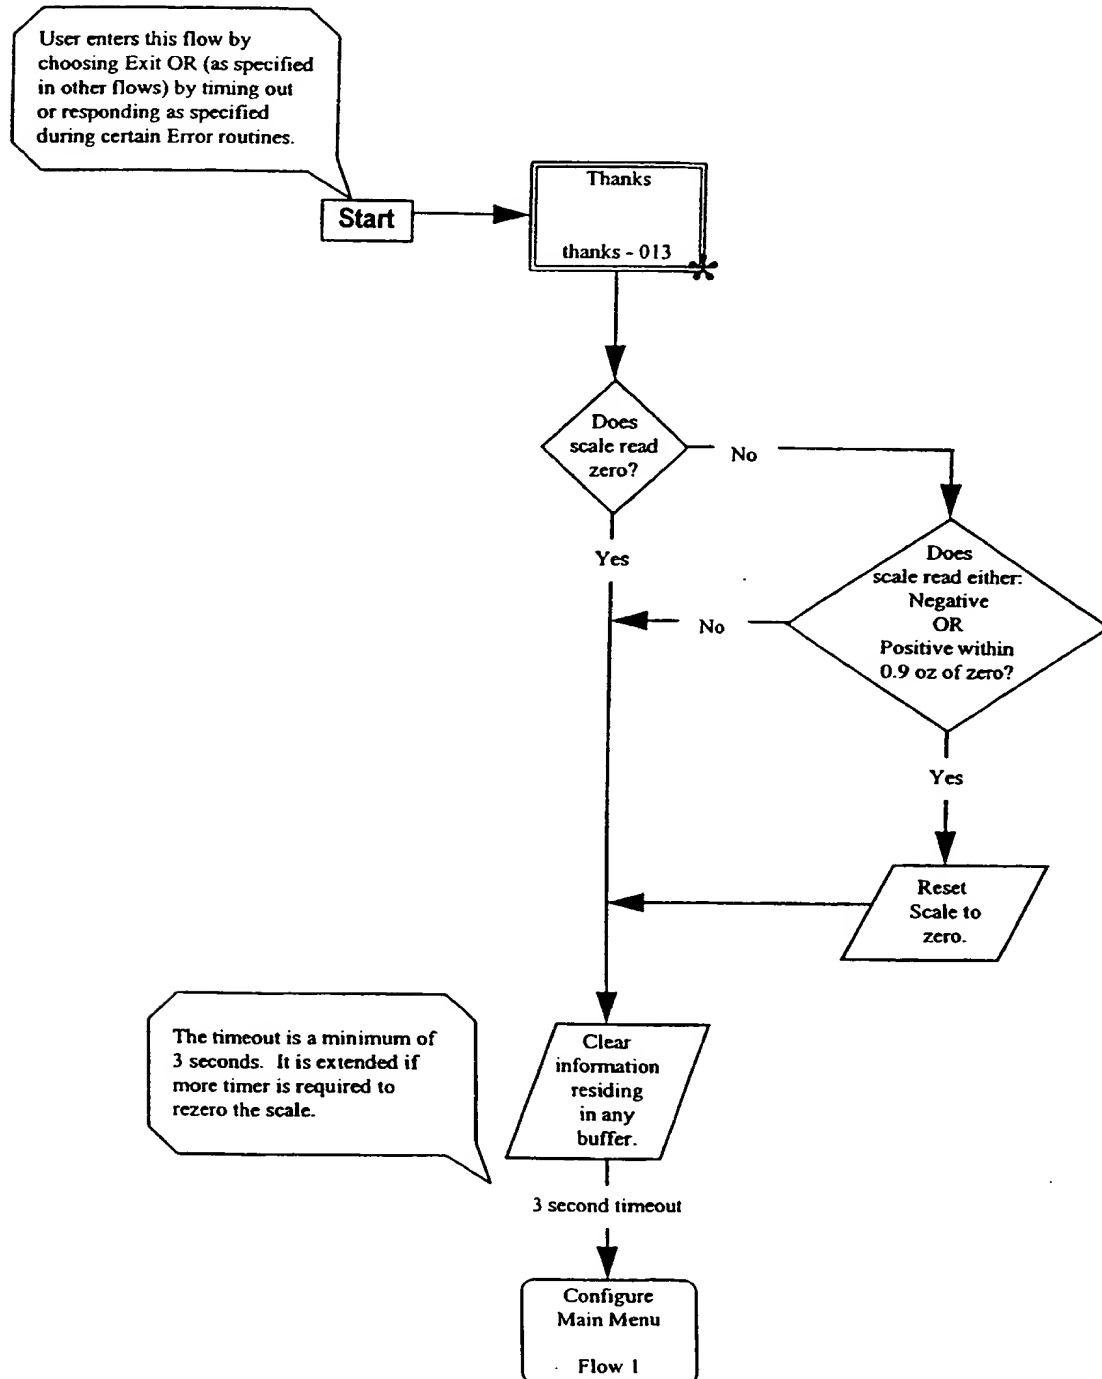 User enters this flow by
choosing Exit OR (as specified
in other flows) by timing out
or responding as specified
during certain Error routines.
Start
Thanks
thanks - 013
Does
scale read
zero?
No
Yes
Does
scale read either:
Negative
OR
Positive within
0.9 oz of zero?
No
Yes
Reset
Scale to
zero.
The timeout is a minimum of
3 seconds. It is extended if
more timer is required to
rezero the scale.
Clear
information
residing
in any
buffer.
3 second timeout
Configure
Main Menu
Flow 1